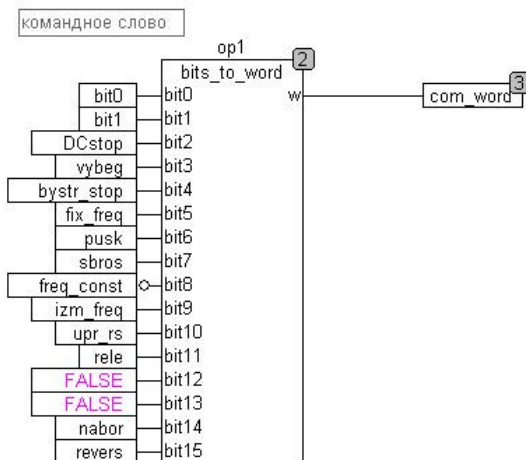 командное слово
op1
2
bits_to_word
3
bit0 bit0 w com_word
bit1 bit1
DCstop bit2
vybeg bit3
bystr_stop bit4
fix_freq bit5
pusk bit6
sbros bit7
freq_const bit8
izm_freq bit9
upr_rs bit10
rele bit11
FALSE bit12
FALSE bit13
nabor bit14
revers bit15